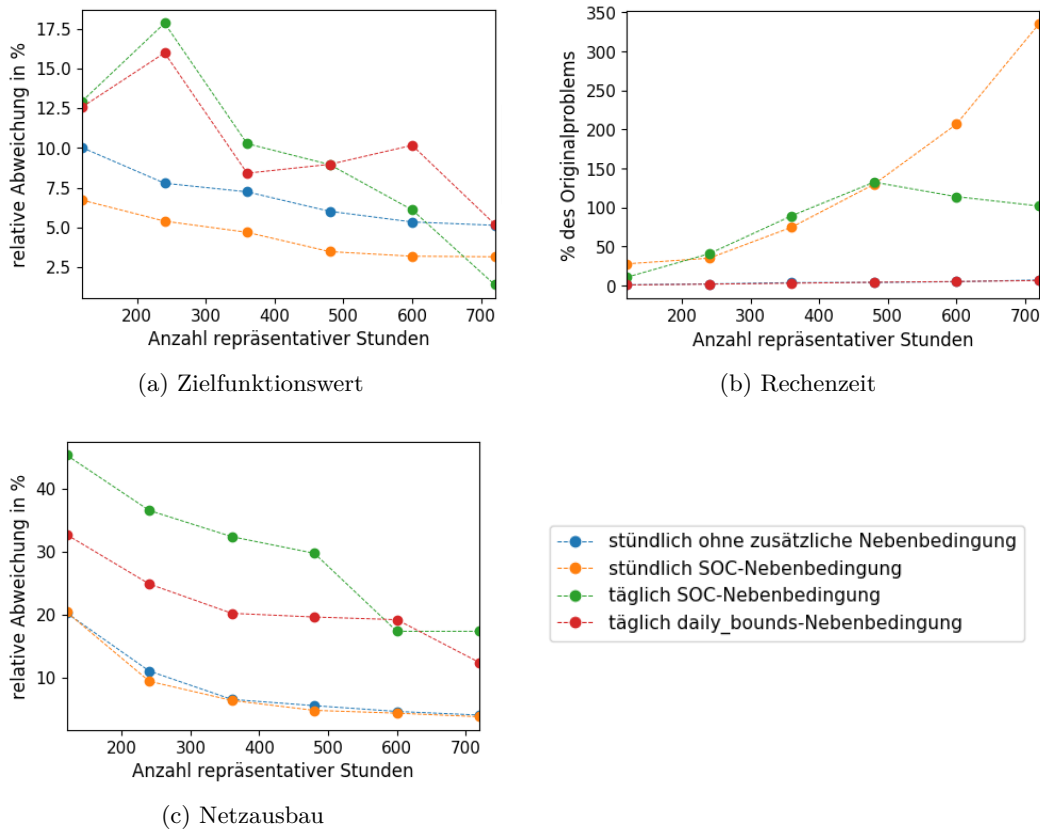 relative Abweichung in %
17.5
15.0
12.5
10.0
7.5
5.0
2.5
200 300 400 500 600 700
Anzahl repräsentativer Stunden
(a) Zielfunktionswert
% des Originalproblems
350
300
250
200
150
100
50
0
200 300 400 500 600 700
Anzahl repräsentativer Stunden
(b) Rechenzeit
relative Abweichung in %
40
30
20
10
200 300 400 500 600 700
Anzahl repräsentativer Stunden
(c) Netzausbau
stündlich ohne zusätzliche Nebenbedingung
stündlich SOC-Nebenbedingung
täglich SOC-Nebenbedingung
täglich daily_bounds-Nebenbedingung